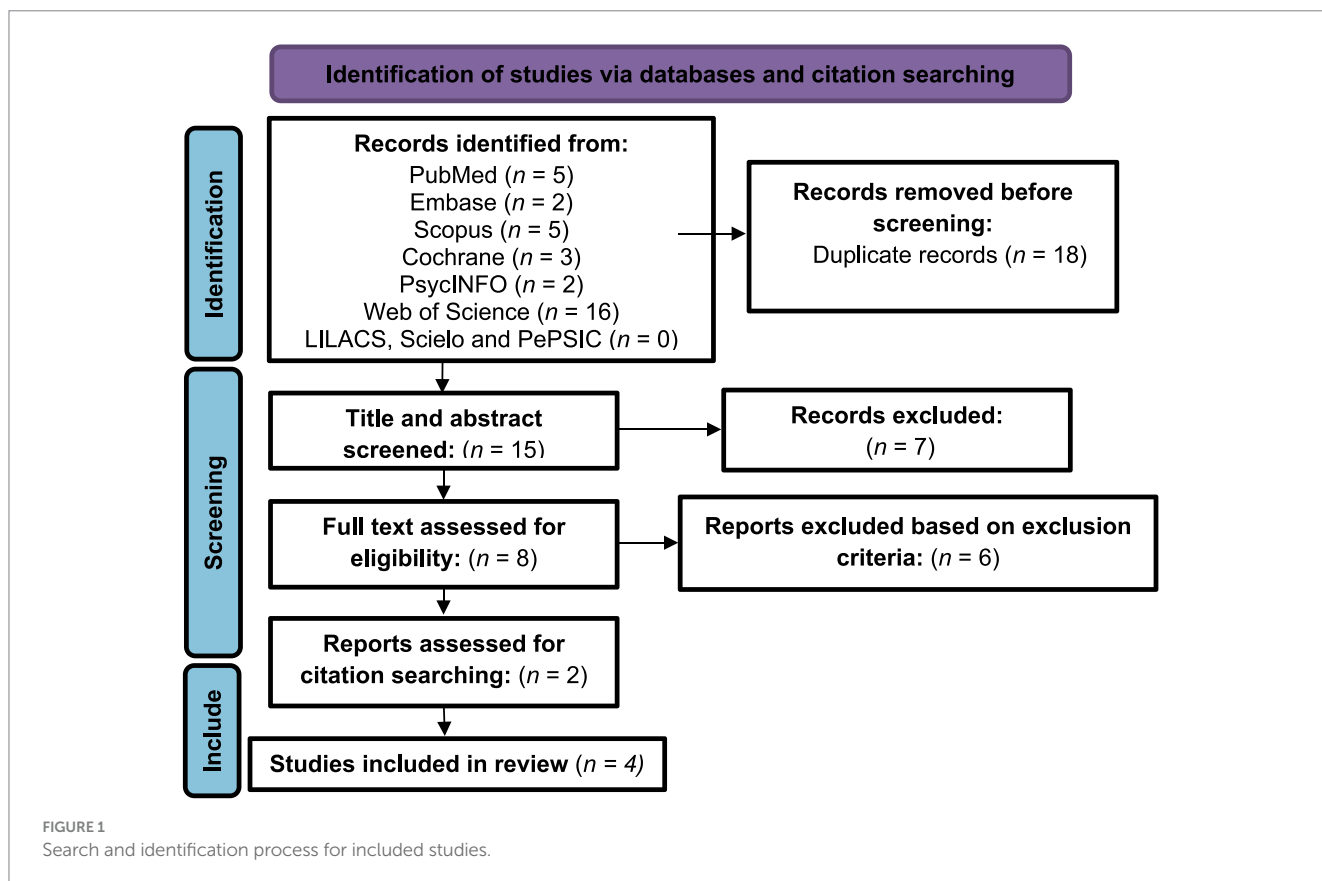 Identification of studies via databases and citation searching
Identification
Records identified from:
PubMed (n = 5)
Embase (n = 2)
Scopus (n = 5)
Cochrane (n = 3)
PsycINFO (n = 2)
Web of Science (n = 16)
LILACS, Scielo and PePSIC (n = 0)
Records removed before
screening:
Duplicate records (n = 18)
Screening
Title and abstract
screened: (n = 15)
Records excluded:
(n = 7)
Full text assessed for
eligibility: (n = 8)
Reports excluded based on exclusion
criteria: (n = 6)
Reports assessed for
citation searching: (n = 2)
Include
Studies included in review (n = 4)
FIGURE 1
Search and identification process for included studies.